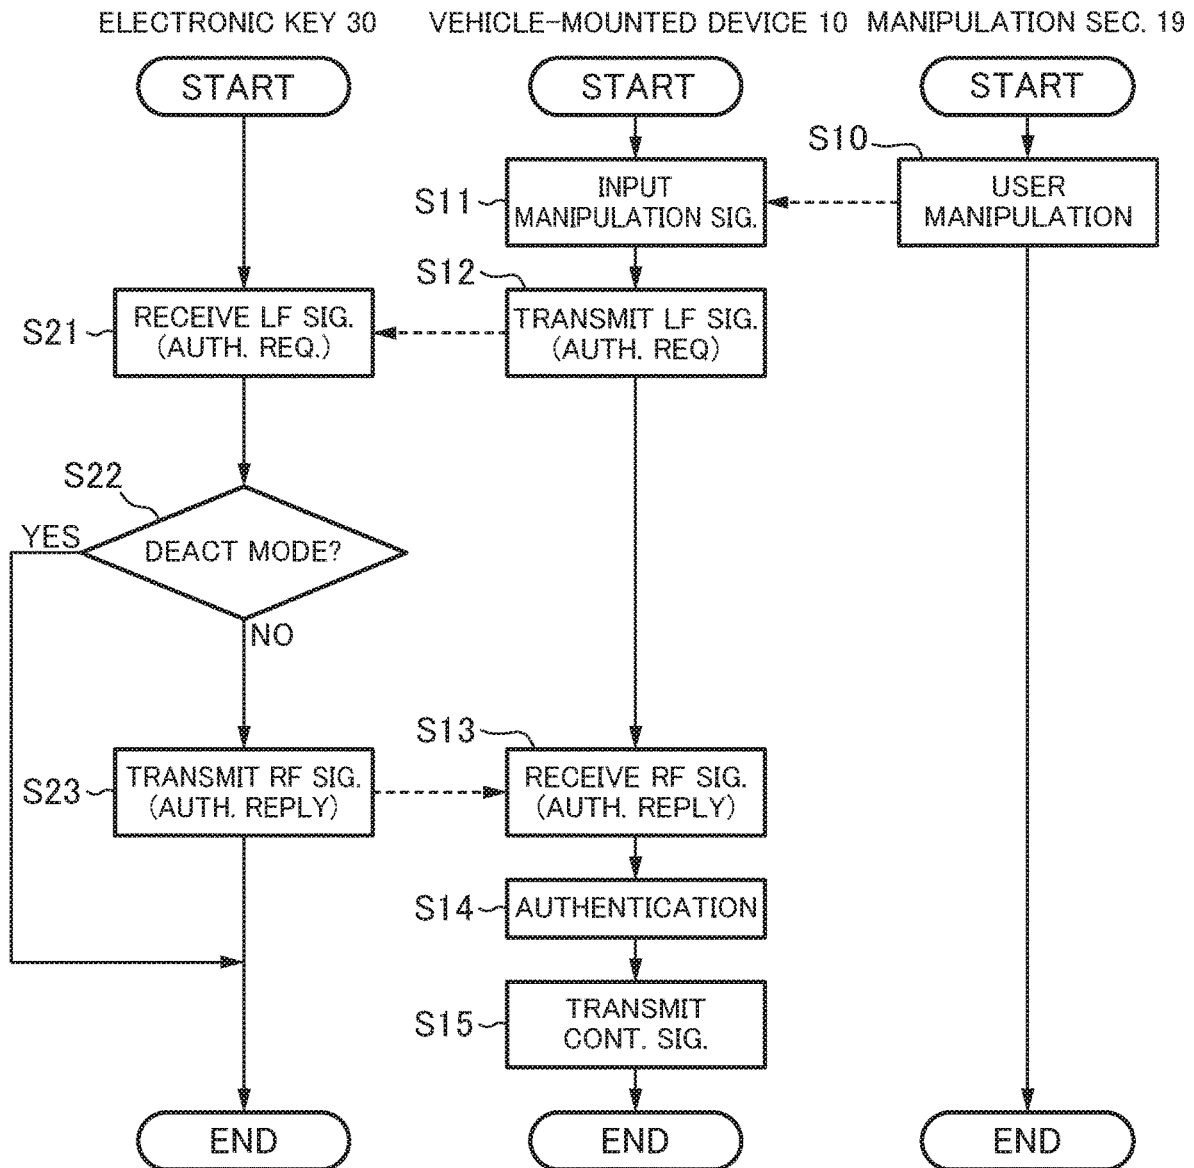 ELECTRONIC KEY 30
VEHICLE-MOUNTED DEVICE 10
MANIPULATION SEC. 19
START
START
START
S10
S11
INPUT
MANIPULATION SIG.
USER
MANIPULATION
S12
S21
RECEIVE LF SIG.
(AUTH. REQ.)
TRANSMIT LF SIG.
(AUTH. REQ)
S22
YES
DEACT MODE?
NO
S13
S23
TRANSMIT RF SIG.
(AUTH. REPLY)
RECEIVE RF SIG.
(AUTH. REPLY)
S14
AUTHENTICATION
S15
TRANSMIT
CONT. SIG.
END
END
END